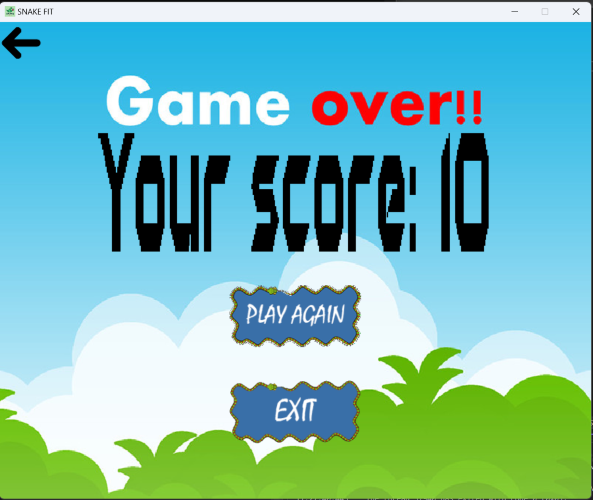 SNAKE FIT
Game over!!
Your score: 10
PLAY AGAIN
EXIT